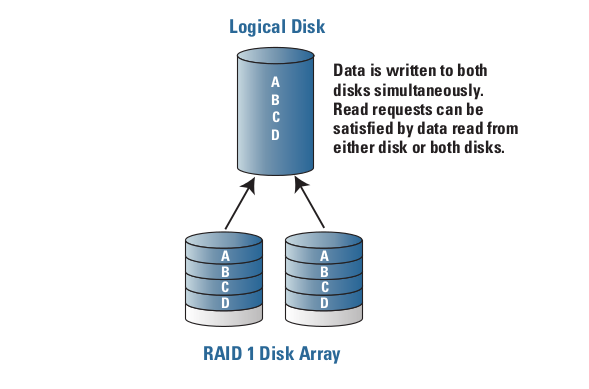 Logical Disk
A
B
C
D
Data is written to both
disks simultaneously.
Read requests can be
satisfied by data read from
either disk or both disks.
A
B
C
D
A
B
C
D
RAID 1 Disk Array